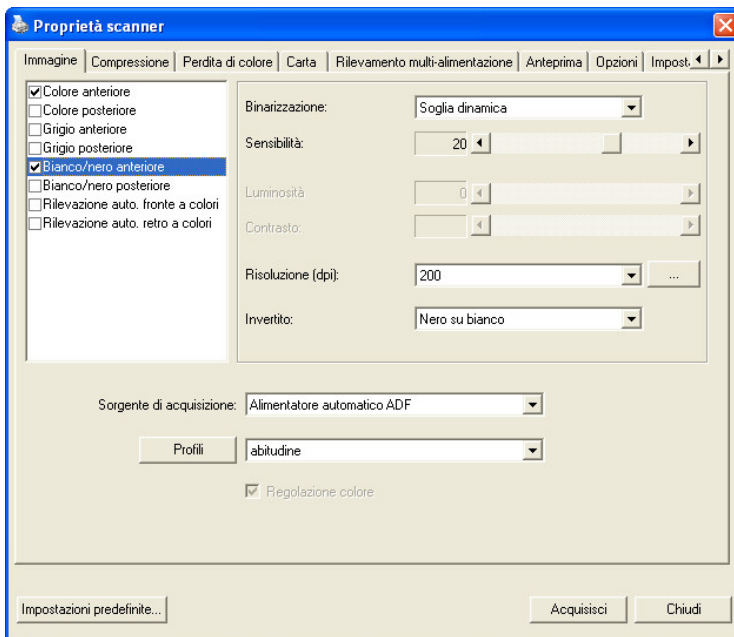 Proprietà scanner
Immagine Compressione Perdita di colore Carta Rilevamento multi-alimentazione Anteprima Opzioni Impost
Colore anteriore
Colore posteriore
Grigio anteriore
Grigio posteriore
Bianco/nero anteriore
Bianco/nero posteriore
Rilevazione auto. fronte a colori
Rilevazione auto. retro a colori
Binarizzazione: Soglia dinamica
Sensibilità: 20
Luminosità 0
Contrasto:
Risoluzione (dpi): 200 ...
Invertito: Nero su bianco
Sorgente di acquisizione: Alimentatore automatico ADF
Profili abitudine
Regolazione colore
Impostazioni predefinite... Acquisisci Chiudi